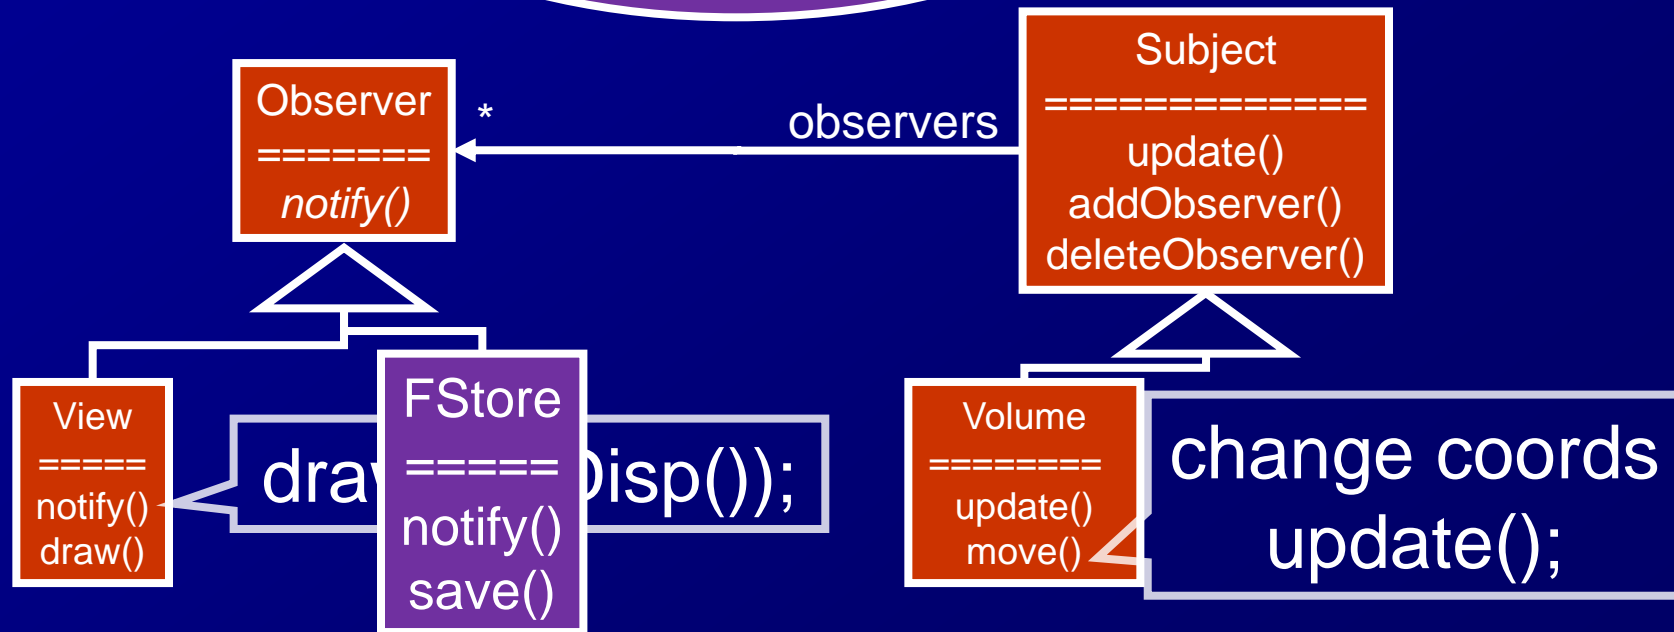 Observer
=======
notify()
*
observers
Subject
=============
update()
addObserver()
deleteObserver()
View
=====
notify()
draw()
FStore
=====
notify()
save()
Volume
========
update()
move()
change coords
update();